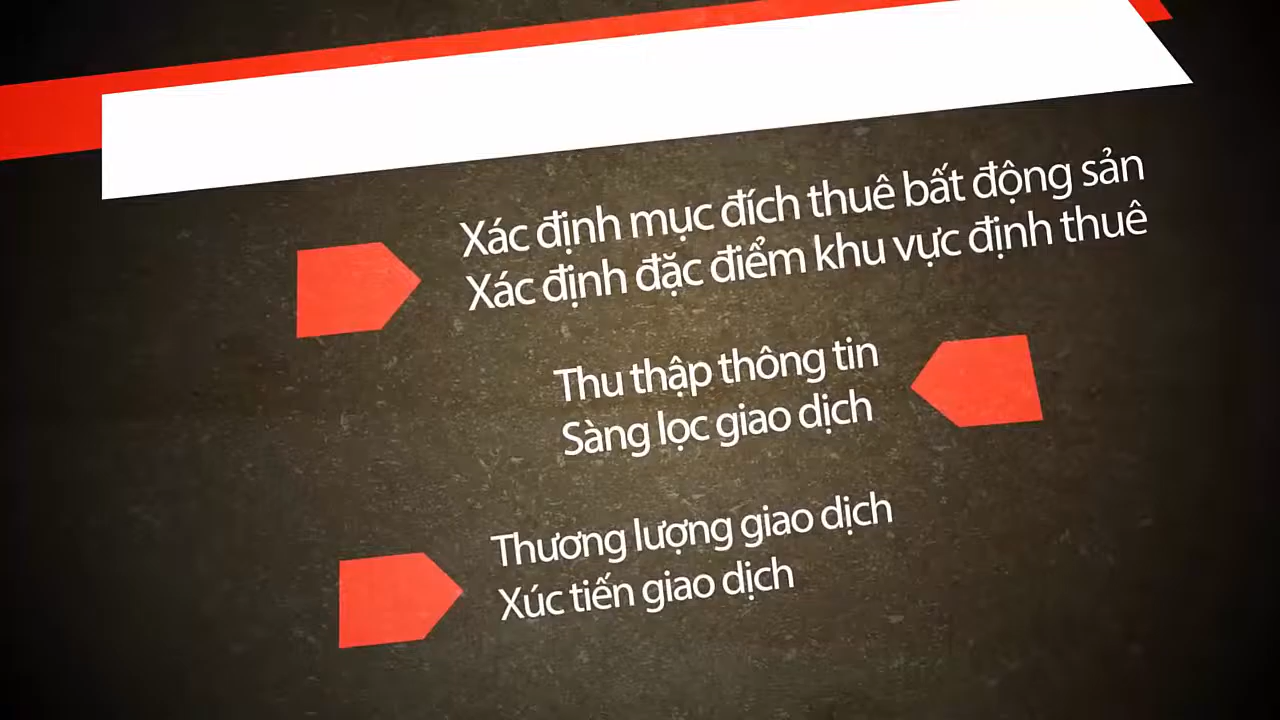 Xác định mục đích thuê bất động sản
Xác định đặc điểm khu vực định thuê
Thu thập thông tin
Sàng lọc giao dịch
Thương lượng giao dịch
Xúc tiến giao dịch